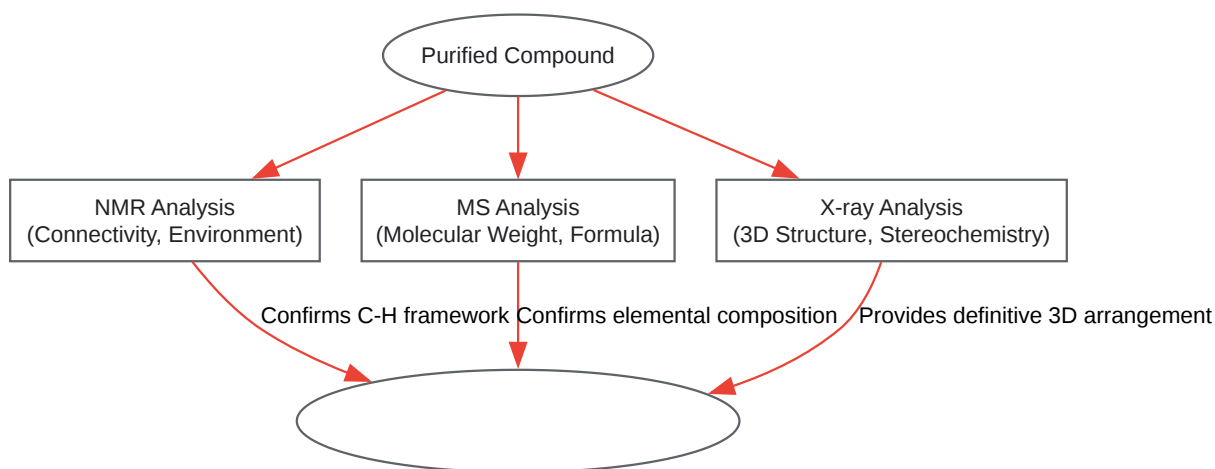 Purified Compound
NMR Analysis
(Connectivity, Environment)
MS Analysis
(Molecular Weight, Formula)
X-ray Analysis
(3D Structure, Stereochemistry)
Confirms C-H framework
Confirms elemental composition
Provides definitive 3D arrangement